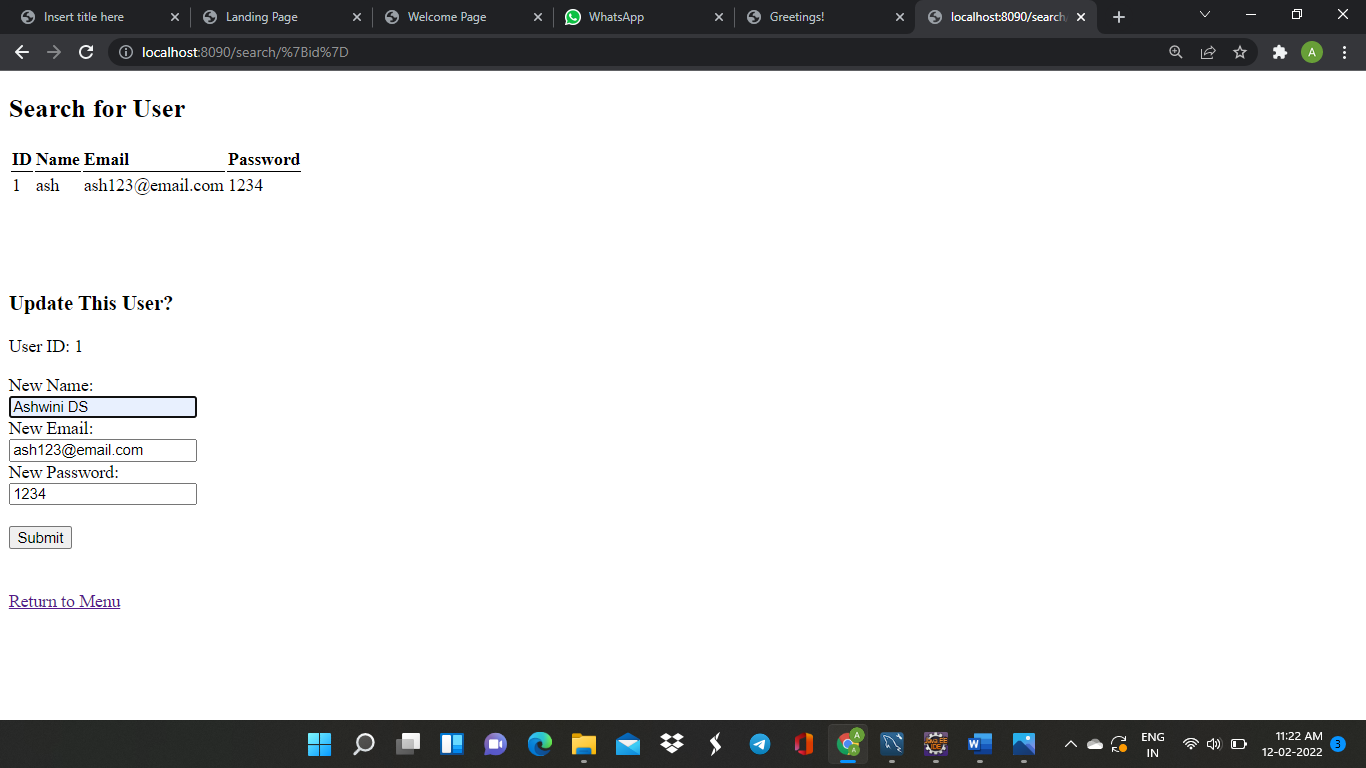 Insert title here
Landing Page
Welcome Page
WhatsApp
Greetings!
localhost:8090/search
localhost:8090/search/%7Bid%7D
A
Search for User
ID Name Email Password
1 ash ash123@email.com 1234
Update This User?
User ID: 1
New Name:
Ashwini DS
New Email:
ash123@email.com
New Password:
1234
Submit
Return to Menu
A
Java EE
IDE
W
ENG
IN
11:22 AM
12-02-2022
3